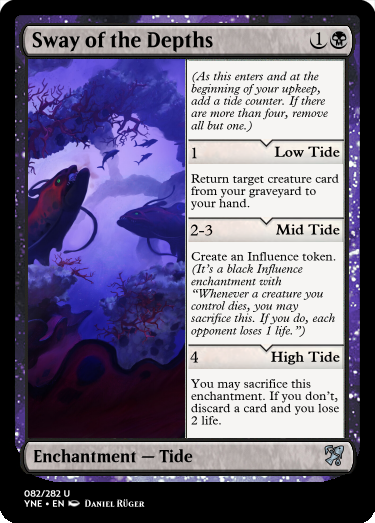 Sway of the Depths 1
(As this enters and at the
beginning of your upkeep,
add a tide counter. If there
are more than four, remove
all but one.)
1 Low Tide
Return target creature card
from your graveyard to
your hand.
2-3 Mid Tide
Create an Influence token.
(It's a black Influence
enchantment with
“Whenever a creature you
control dies, you may
sacrifice this. If you do, each
opponent loses 1 life.”)
4 High Tide
You may sacrifice this
enchantment. If you don't,
discard a card and you lose
2 life.
Enchantment — Tide
082/282 U
YNE • EN Daniel Rüger